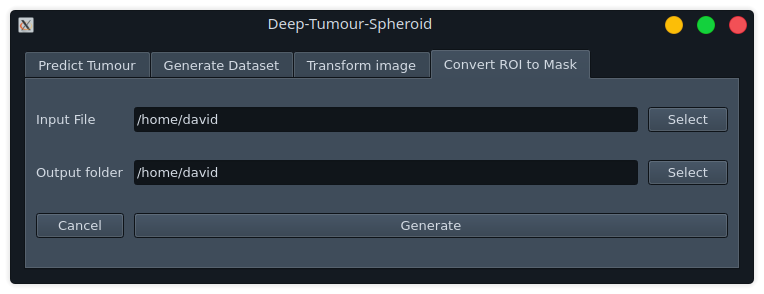 Deep-Tumour-Spheroid
Predict Tumour Generate Dataset Transform image Convert ROI to Mask
Input File /home/david Select
Output folder /home/david Select
Cancel Generate